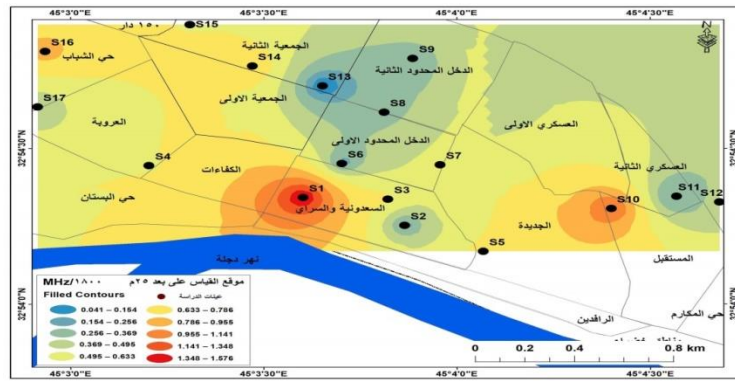 45°3'0"E 45°3'30"E 45°4'0"E 45°4'30"E
N
١٥٠ دار
S15
S16
حي الشباب
الجمعية الثانية
S14
S9
الدخل المحدود الثانية
S13
S17
الجمعية الاولى
S8
العروبة
العسكري الاولى
32°54'30"N
الدخل المحدود الاولى
S4
S6
S7
الكفاءات
العسكري الثانية
حي البستان
S1
S3
S11
S12
السعدونية والسراي
S10
S2
الجديدة
S5
المستقبل
نهر دجلة
MHz/١٨٠٠ موقع القياس على بعد ٢٥م
Filled Contours
عينات الدراسة
0.041 – 0.154
0.154 – 0.256
0.256 – 0.369
0.369 – 0.495
0.495 – 0.633
0.633 – 0.786
0.786 – 0.955
0.955 – 1.141
1.141 – 1.348
1.348 – 1.576
32°54'0"N
حي المكارم
الرافدين
0 0.2 0.4 0.8 km
45°3'0"E 45°3'30"E 45°4'0"E 45°4'30"E